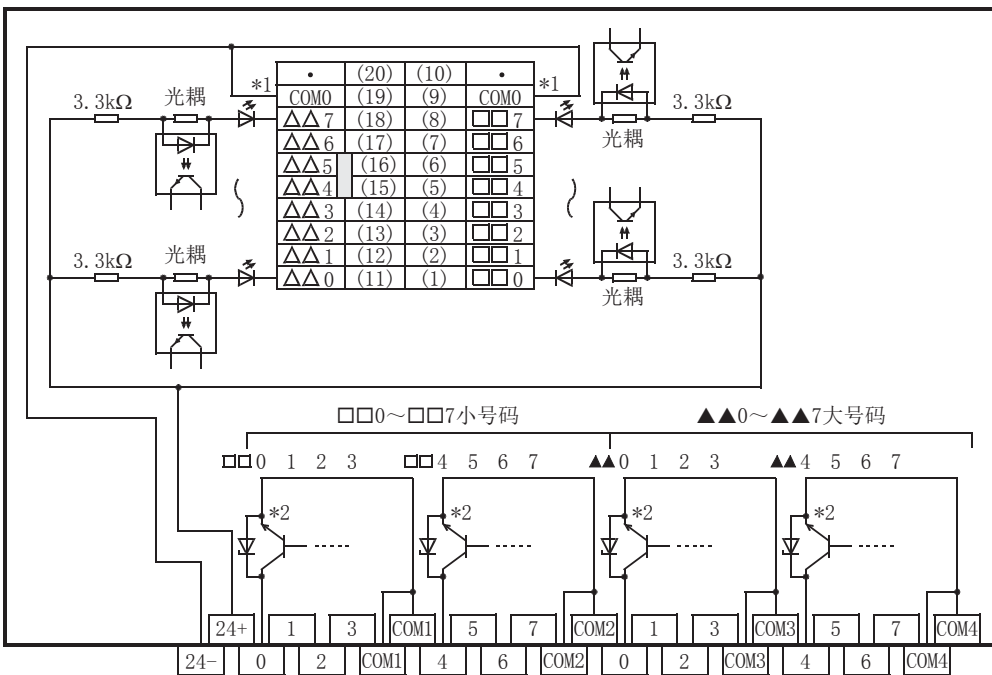 • (20) (10) •
*1 COM0 (19) (9) COM0 *1
3.3kΩ 光耦 △△7 (18) (8) □□7 光耦 3.3kΩ
△△6 (17) (7) □□6
△△5 (16) (6) □□5
△△4 (15) (5) □□4
△△3 (14) (4) □□3
△△2 (13) (3) □□2
△△1 (12) (2) □□1
3.3kΩ 光耦 △△0 (11) (1) □□0 光耦 3.3kΩ
□□0～□□7小号码 ▲▲0～▲▲7大号码
□□0 1 2 3 □□4 5 6 7 ▲▲0 1 2 3 ▲▲4 5 6 7
*2 *2 *2 *2
24+ 1 3 COM1 5 7 COM2 1 3 COM3 5 7 COM4
24- 0 2 COM1 4 6 COM2 0 2 COM3 4 6 COM4